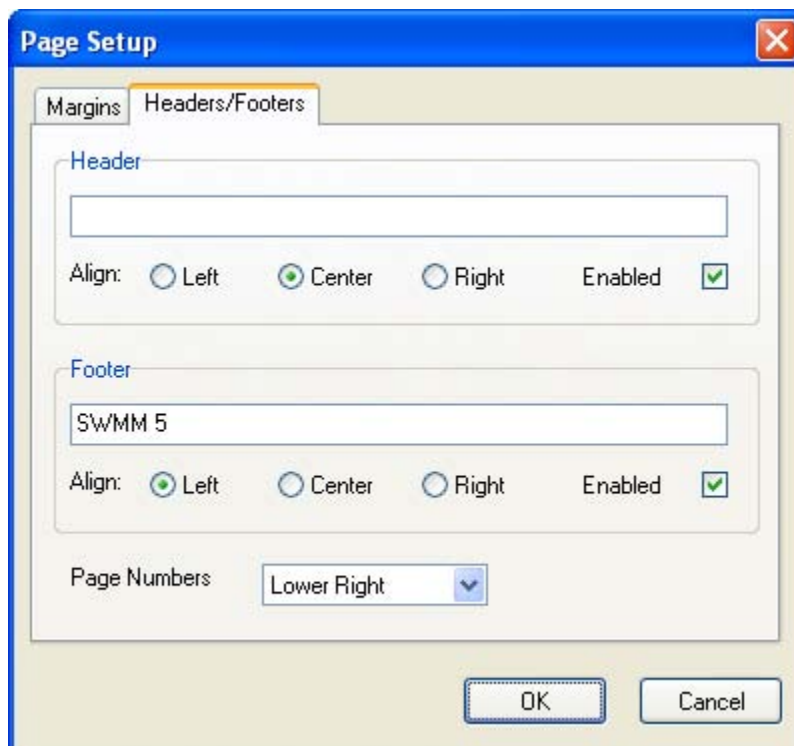 Page Setup
Margins Headers/Footers
Header
Align: Left Center Right Enabled
Footer
SWMM 5
Align: Left Center Right Enabled
Page Numbers Lower Right
OK Cancel